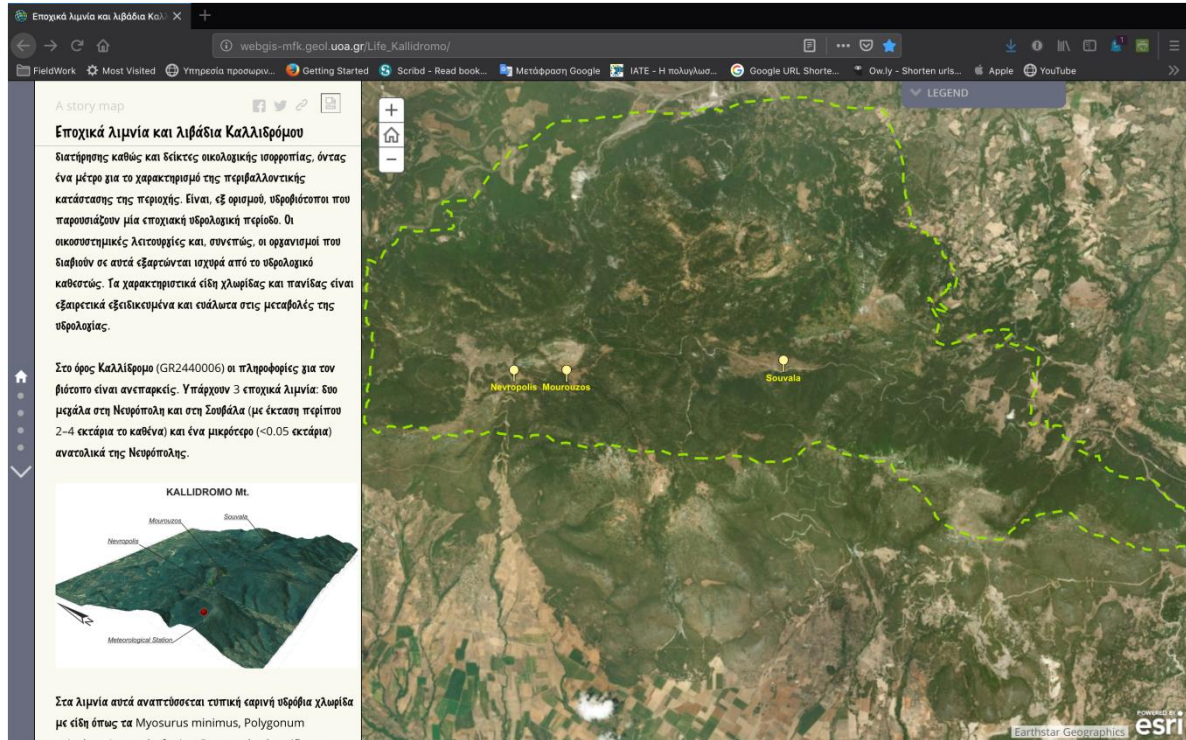 Εποχικά λιμνία και λιβάδια Καλλ
webgis-mfk.geol.uoa.gr/Life_Kallidromo/
FieldWork
Most Visited
Υπηρεσία προσωριν...
Getting Started
Scribd - Read book...
Μετάφραση Google
IATE - Η πολυγλωσ...
Google URL Shorte...
Ow.ly - Shorten urls...
Apple
YouTube
A story map
Εποχικά λιμνία και λιβάδια Καλλιδρόμου
διατήρησης καθώς και δείκτες οικολογικής ισορροπίας, όντας
ένα μέτρο για το χαρακτηρισμό της περιβαλλοντικής
κατάστασης της περιοχής. Είναι, εξ ορισμού, υδροβιότοποι που
παρουσιάζουν μία εποχιακή υδρολογική περίοδο. Οι
οικοσυστημικές λειτουργίες και, συνεπώς, οι οργανισμοί που
διαβιούν σε αυτά εξαρτώνται ισχυρά από το υδρολογικό
καθεστώς. Τα χαρακτηριστικά είδη χλωρίδας και πανίδας είναι
εξαιρετικά εξειδικευμένα και ευάλωτα στις μεταβολές της
υδρολογίας.
Στο όρος Καλλίδρομο (GR2440006) οι πληροφορίες για τον
βιότοπο είναι ανεπαρκείς. Υπάρχουν 3 εποχικά λιμνία: δυο
μεγάλα στη Νευρόπολη και στη Σουβάλα (με έκταση περίπου
2–4 εκτάρια το καθένα) και ένα μικρότερο (<0.05 εκτάρια)
ανατολικά της Νευρόπολης.
KALLIDROMO Mt.
Mourouzos
Souvala
Nevropolis
N
Meteorological Station
Στα λιμνία αυτά αναπτύσσεται τυπική εαρινή υδρόβια χλωρίδα
με είδη όπως τα Myosurus minimus, Polygonum
LEGEND
Nevropolis
Mourouzos
Souvala
Earthstar Geographics
POWERED BY
esri